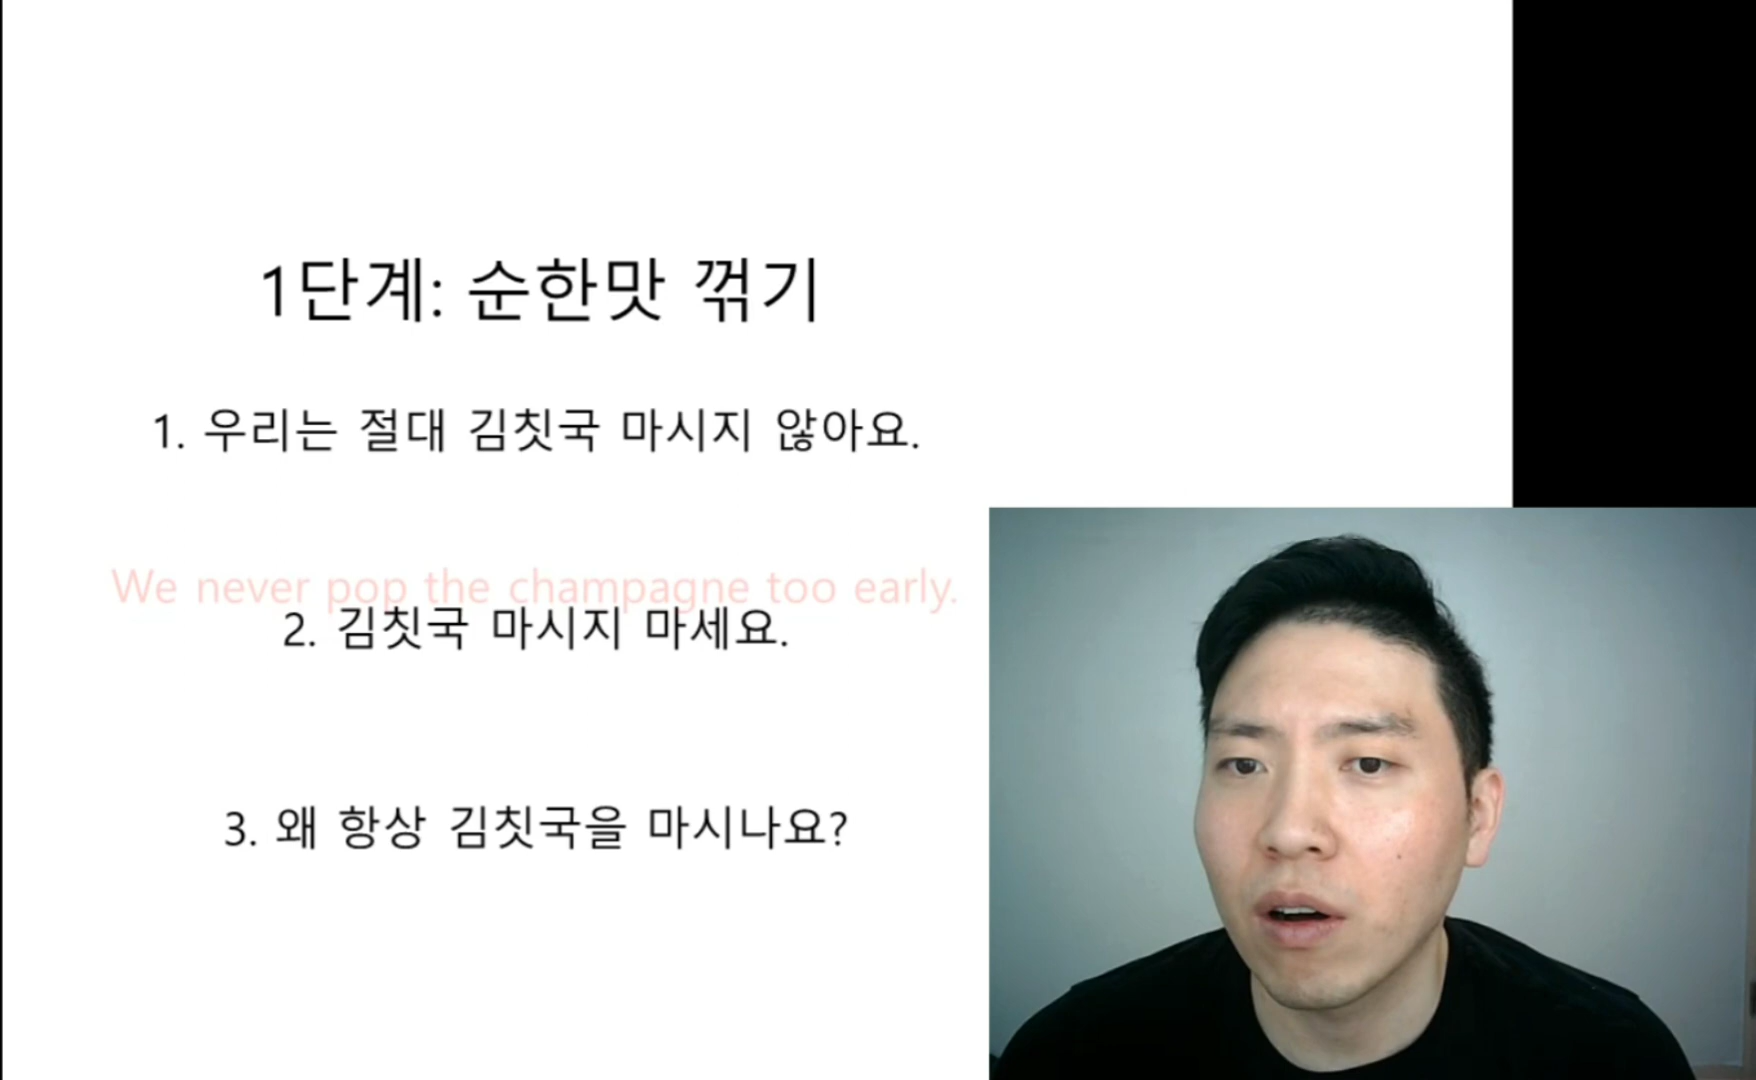 1단계: 순한맛 꺾기
1. 우리는 절대 김칫국 마시지 않아요.
We never pop the champagne too early.
2. 김칫국 마시지 마세요.
3. 왜 항상 김칫국을 마시나요?